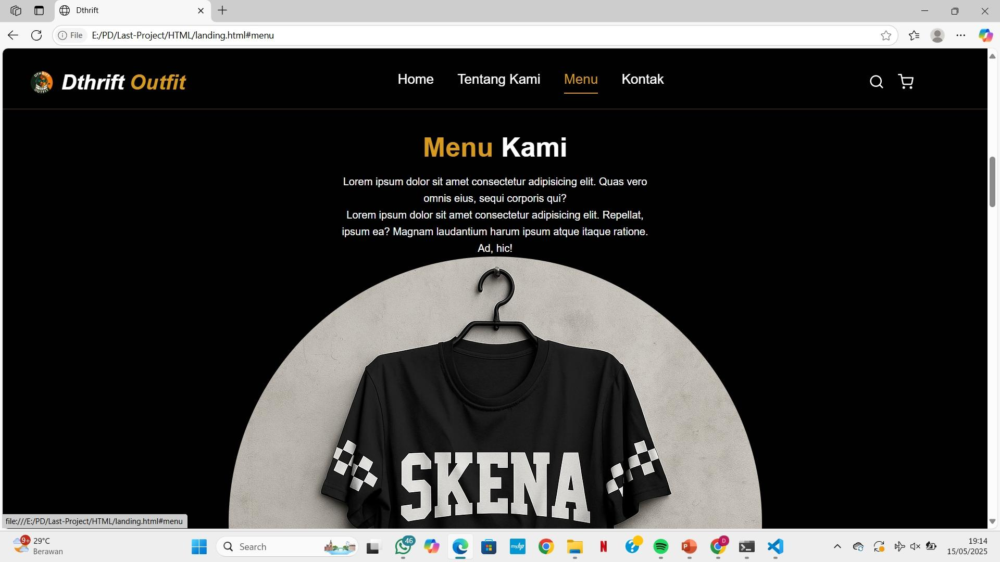 Dthrift
File
E:/PD/Last-Project/HTML/landing.html#menu
DTHRIFT
OUTFIT
Dthrift Outfit
Home
Tentang Kami
Menu
Kontak
Menu Kami
Lorem ipsum dolor sit amet consectetur adipisicing elit. Quas vero
omnis eius, sequi corporis qui?
Lorem ipsum dolor sit amet consectetur adipisicing elit. Repellat,
ipsum ea? Magnam laudantium harum ipsum atque itaque ratione.
Ad, hic!
SKENA
file:///E:/PD/Last-Project/HTML/landing.html#menu
9+
29°C
Berawan
Search
46
myhp
N
P
D
19:14
15/05/2025